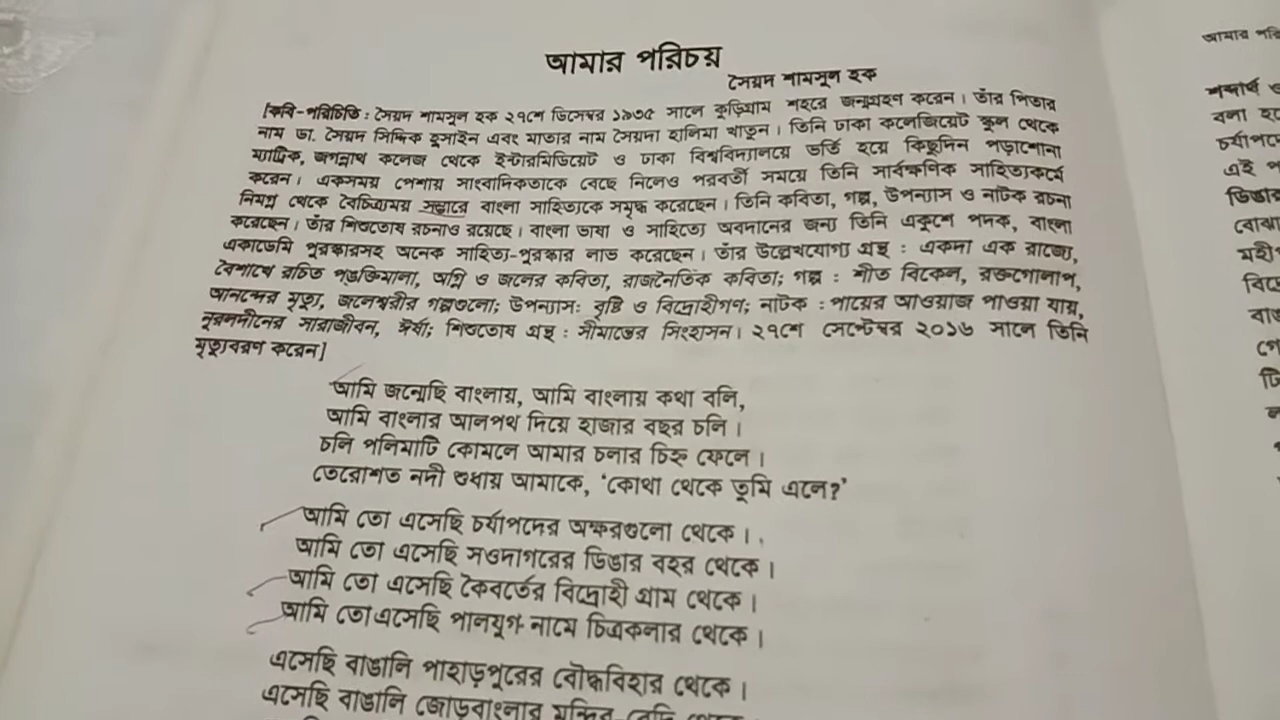 আমার পরিচয়
সৈয়দ শামসুল হক
[কবি-পরিচিতি : সৈয়দ শামসুল হক ২৭শে ডিসেম্বর ১৯৩৫ সালে কুড়িগ্রাম শহরে জন্মগ্রহণ করেন। তাঁর পিতার
নাম ডা. সৈয়দ সিদ্দিক হুসাইন এবং মাতার নাম সৈয়দা হালিমা খাতুন। তিনি ঢাকা কলেজিয়েট স্কুল থেকে
ম্যাট্রিক, জগন্নাথ কলেজ থেকে ইন্টারমিডিয়েট ও ঢাকা বিশ্ববিদ্যালয়ে ভর্তি হয়ে কিছুদিন পড়াশোনা
করেন। একসময় পেশায় সাংবাদিকতাকে বেছে নিলেও পরবর্তী সময়ে তিনি সার্বক্ষণিক সাহিত্যকর্মে
নিমগ্ন থেকে বৈচিত্র্যময় সম্ভারে বাংলা সাহিত্যকে সমৃদ্ধ করেছেন। তিনি কবিতা, গল্প, উপন্যাস ও নাটক রচনা
করেছেন। তাঁর শিশুতোষ রচনাও রয়েছে। বাংলা ভাষা ও সাহিত্যে অবদানের জন্য তিনি একুশে পদক, বাংলা
একাডেমি পুরস্কারসহ অনেক সাহিত্য-পুরস্কার লাভ করেছেন। তাঁর উল্লেখযোগ্য গ্রন্থ : একদা এক রাজ্যে,
বৈশাখে রচিত পঙক্তিমালা, অগ্নি ও জলের কবিতা, রাজনৈতিক কবিতা; গল্প : শীত বিকেল, রক্তগোলাপ,
আনন্দের মৃত্যু, জলেশ্বরীর গল্পগুলো; উপন্যাস: বৃষ্টি ও বিদ্রোহীগণ; নাটক : পায়ের আওয়াজ পাওয়া যায়,
নূরলদীনের সারাজীবন, ঈর্ষা; শিশুতোষ গ্রন্থ : সীমান্তের সিংহাসন। ২৭শে সেপ্টেম্বর ২০১৬ সালে তিনি
মৃত্যুবরণ করেন]
আমি জন্মেছি বাংলায়, আমি বাংলায় কথা বলি,
আমি বাংলার আলপথ দিয়ে হাজার বছর চলি।
চলি পলিমাটি কোমলে আমার চলার চিহ্ন ফেলে।
তেরোশত নদী শুধায় আমাকে, 'কোথা থেকে তুমি এলে?'
আমি তো এসেছি চর্যাপদের অক্ষরগুলো থেকে।
আমি তো এসেছি সওদাগরের ডিঙার বহর থেকে।
আমি তো এসেছি কৈবর্তের বিদ্রোহী গ্রাম থেকে।
আমি তো এসেছি পালযুগ নামে চিত্রকলার থেকে।
এসেছি বাঙালি পাহাড়পুরের বৌদ্ধবিহার থেকে।
এসেছি বাঙালি জোড়বাংলার মন্দির-বেদি থেকে।
আমার
শব্দার্থ
বলা
চর্যাপদে
এই
ডিঙার